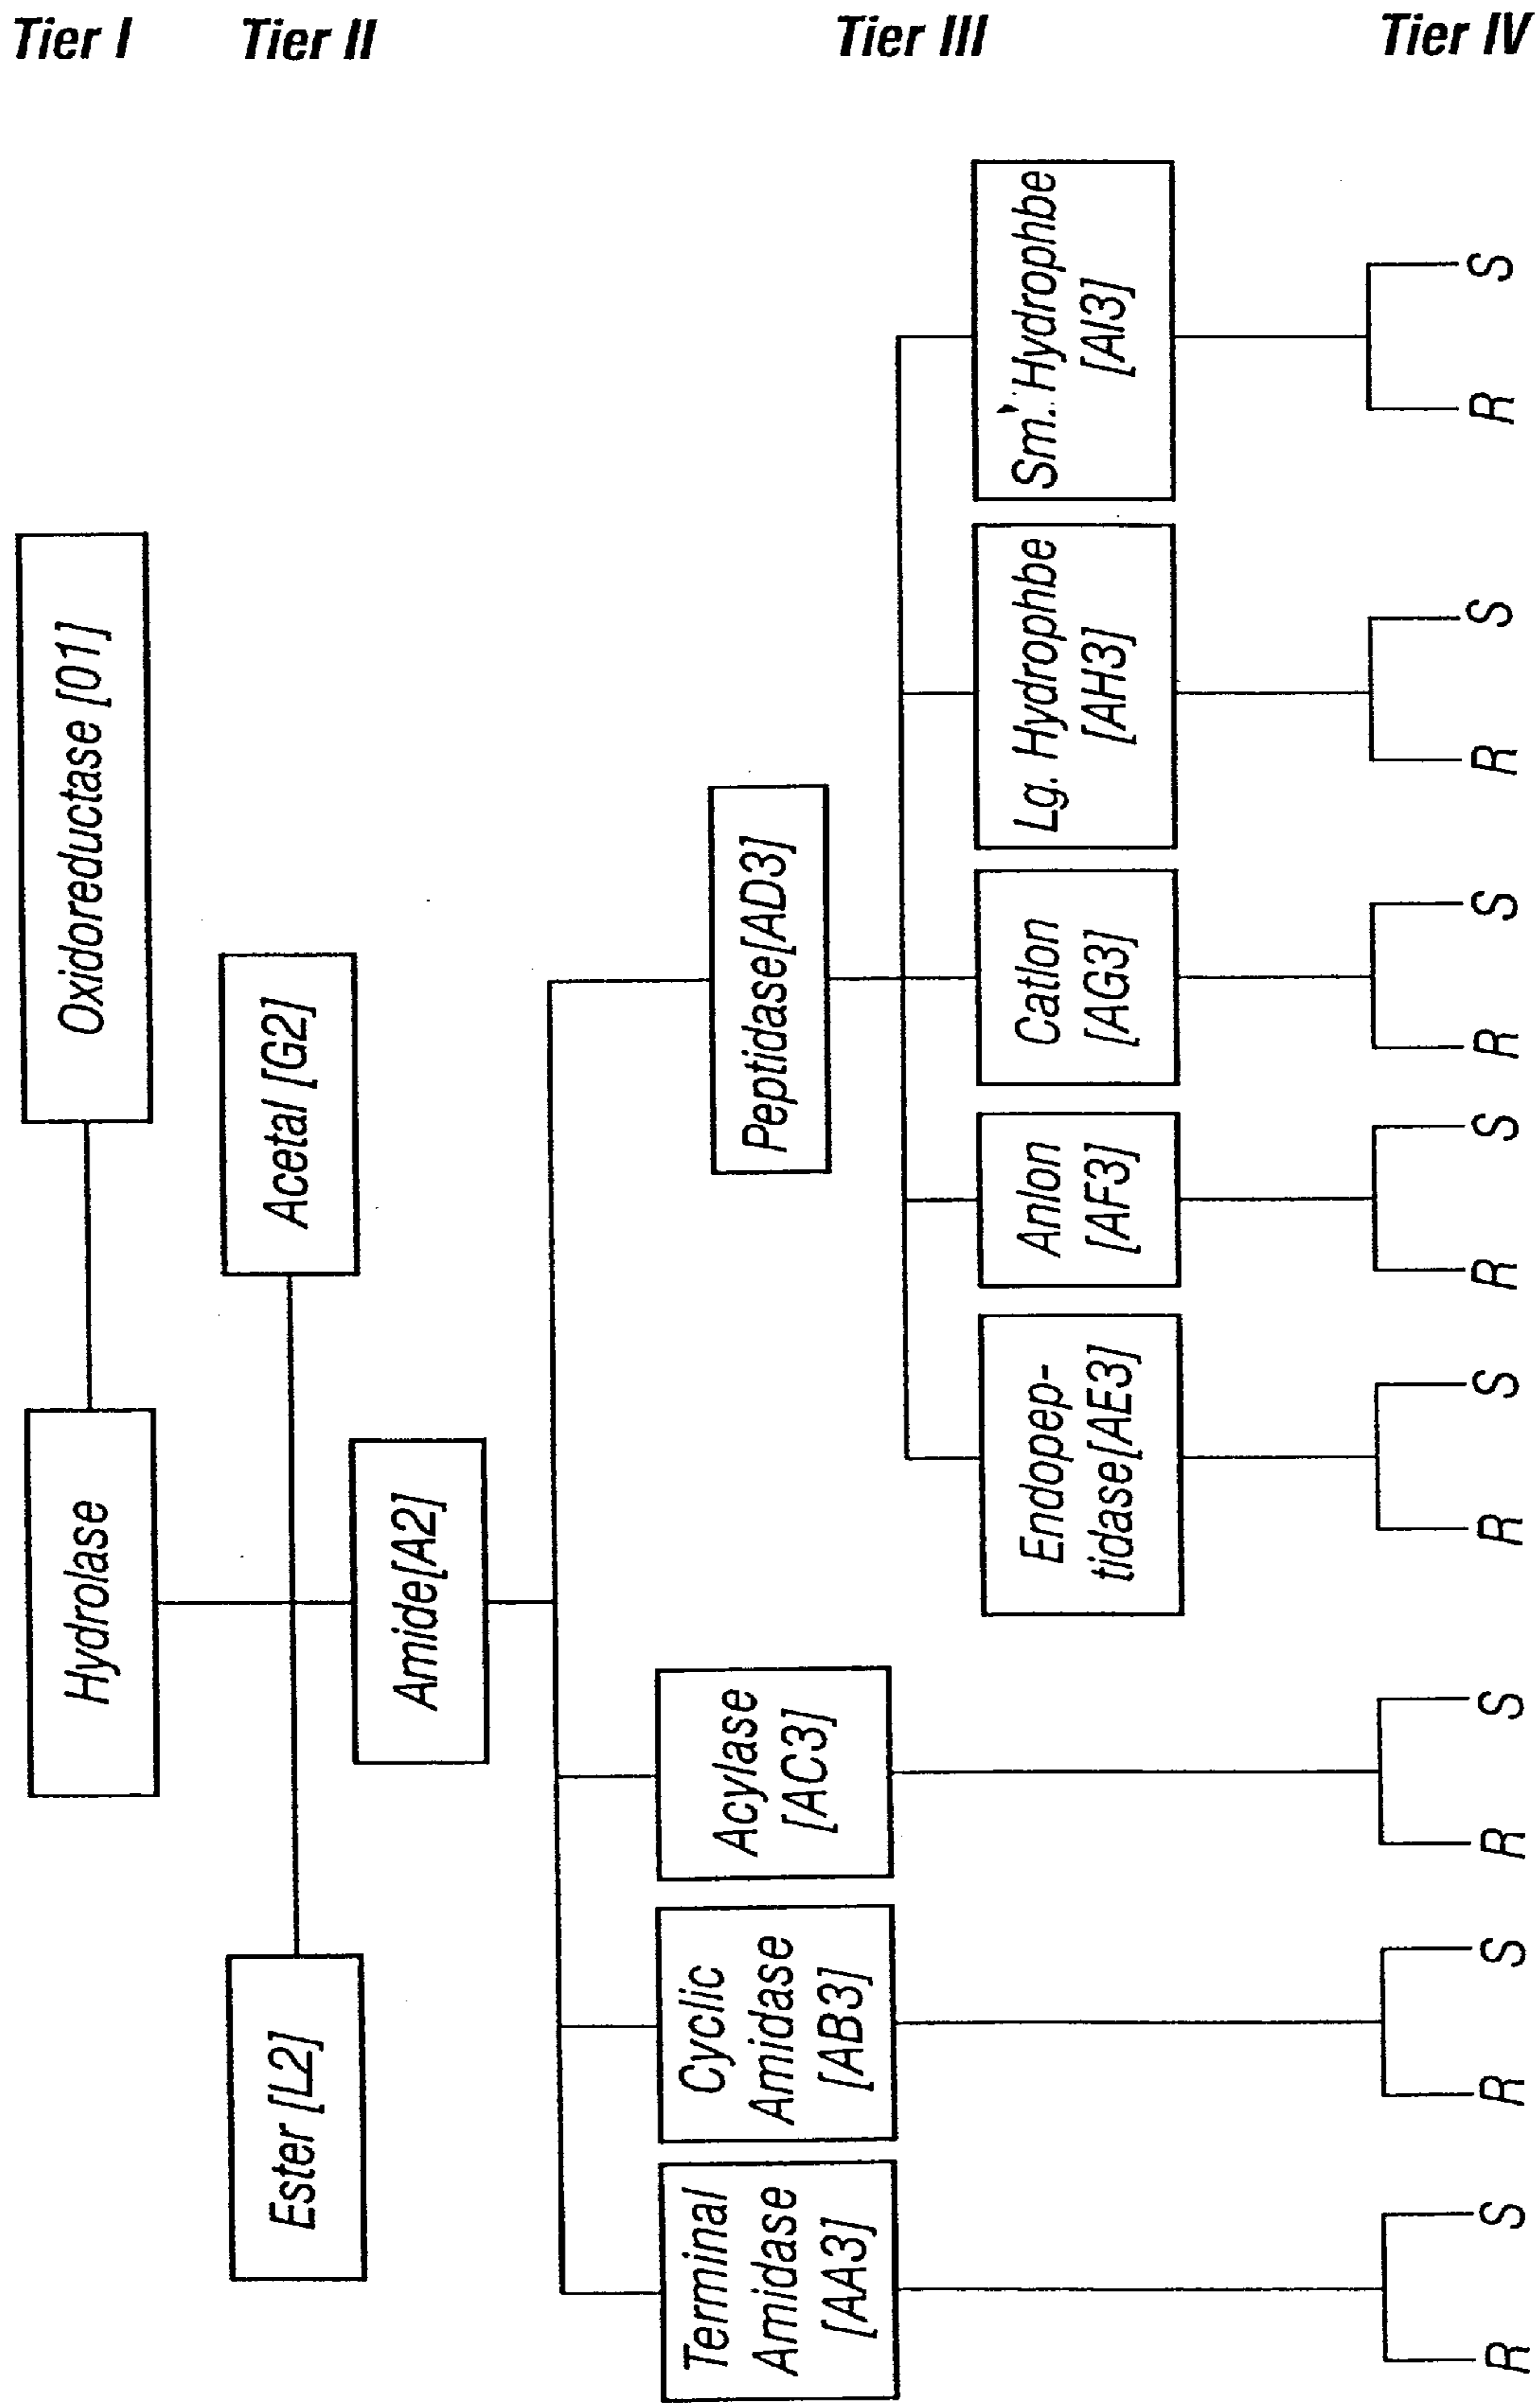 Tier I
Tier II
Tier III
Tier IV
Hydrolase
Oxidoreductase [01]
Ester [L2]
Acetal [G2]
Amide[A2]
Terminal
Amidase
[AA3]
Cyclic
Amidase
[AB3]
Acylase
[AC3]
Peptidase[AD3]
Endopep-
tidase[AE3]
Anlon
[AF3]
Catlon
[AG3]
Lg. Hydrophbe
[AH3]
Sm. Hydrophbe
[AI3]
R S
R S
R S
R S
R S
R S
R S
R S